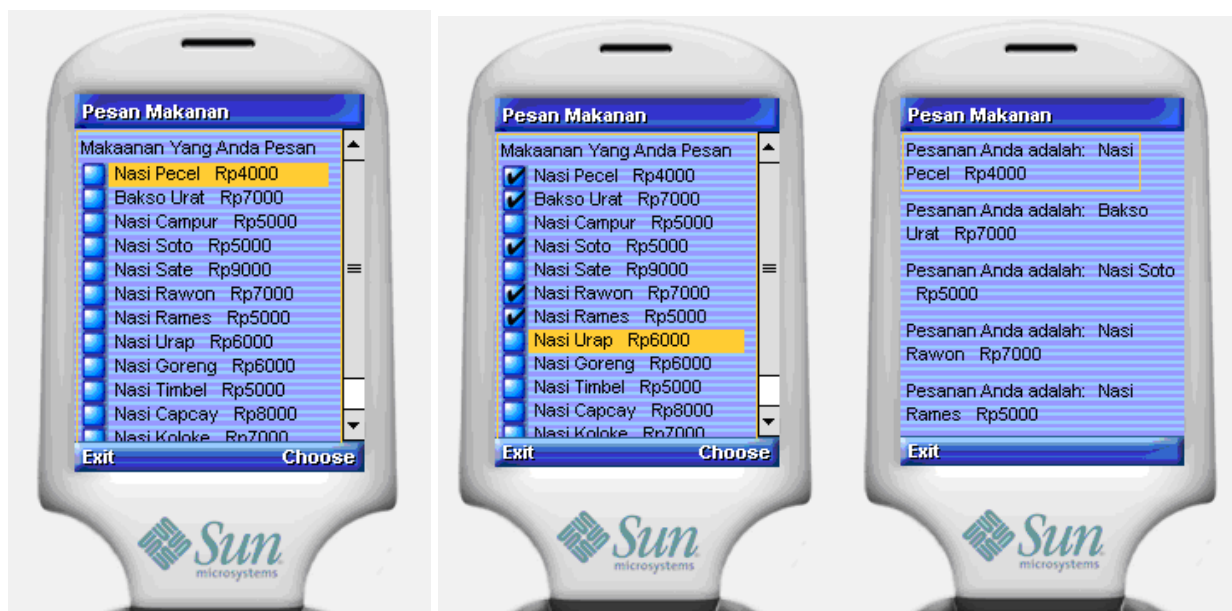 Pesan Makanan
Makaanan Yang Anda Pesan
Nasi Pecel Rp4000
Bakso Urat Rp7000
Nasi Campur Rp5000
Nasi Soto Rp5000
Nasi Sate Rp9000
Nasi Rawon Rp7000
Nasi Rames Rp5000
Nasi Urap Rp6000
Nasi Goreng Rp6000
Nasi Timbel Rp5000
Nasi Capcay Rp8000
Nasi Koloke Rp7000
Exit Choose
Sun
microsystems
Pesan Makanan
Makaanan Yang Anda Pesan
Nasi Pecel Rp4000
Bakso Urat Rp7000
Nasi Campur Rp5000
Nasi Soto Rp5000
Nasi Sate Rp9000
Nasi Rawon Rp7000
Nasi Rames Rp5000
Nasi Urap Rp6000
Nasi Goreng Rp6000
Nasi Timbel Rp5000
Nasi Capcay Rp8000
Nasi Koloke Rp7000
Exit Choose
Sun
microsystems
Pesan Makanan
Pesanan Anda adalah: Nasi
Pecel Rp4000
Pesanan Anda adalah: Bakso
Urat Rp7000
Pesanan Anda adalah: Nasi Soto
Rp5000
Pesanan Anda adalah: Nasi
Rawon Rp7000
Pesanan Anda adalah: Nasi
Rames Rp5000
Exit
Sun
microsystems